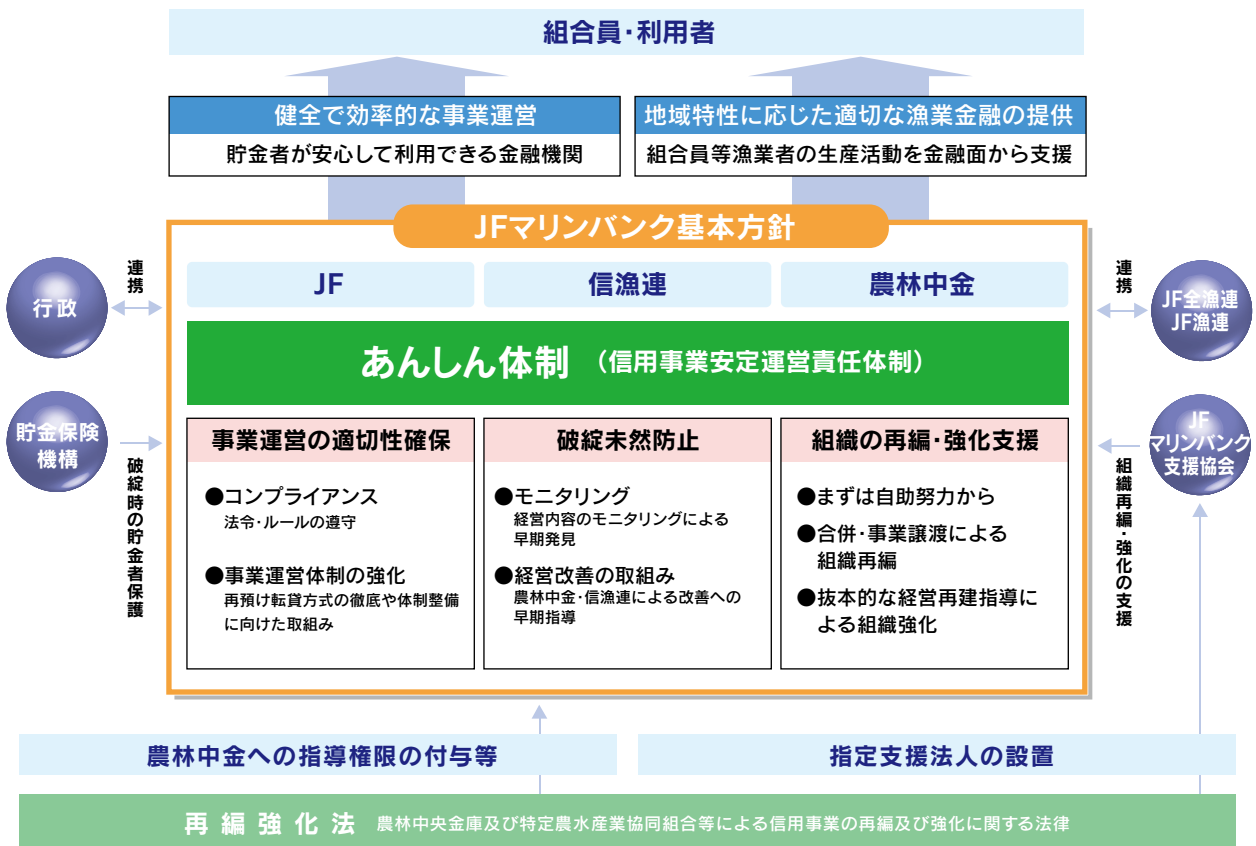 組合員・利用者
健全で効率的な事業運営
貯金者が安心して利用できる金融機関
地域特性に応じた適切な漁業金融の提供
組合員等漁業者の生産活動を金融面から支援
JFマリンバンク基本方針
JF
信漁連
農林中金
あんしん体制 （信用事業安定運営責任体制）
行政
連携
貯金保険
機構
破綻時の貯金者保護
事業運営の適切性確保
●コンプライアンス
法令・ルールの遵守
●事業運営体制の強化
再預け転貸方式の徹底や体制整備
に向けた取組み
破綻未然防止
●モニタリング
経営内容のモニタリングによる
早期発見
●経営改善の取組み
農林中金・信漁連による改善への
早期指導
組織の再編・強化支援
●まずは自助努力から
●合併・事業譲渡による
組織再編
●抜本的な経営再建指導に
よる組織強化
連携
JF全漁連
JF漁連
JF
マリンバンク
支援協会
組織再編・強化の支援
農林中金への指導権限の付与等
指定支援法人の設置
再編強化法 農林中央金庫及び特定農水産業協同組合等による信用事業の再編及び強化に関する法律